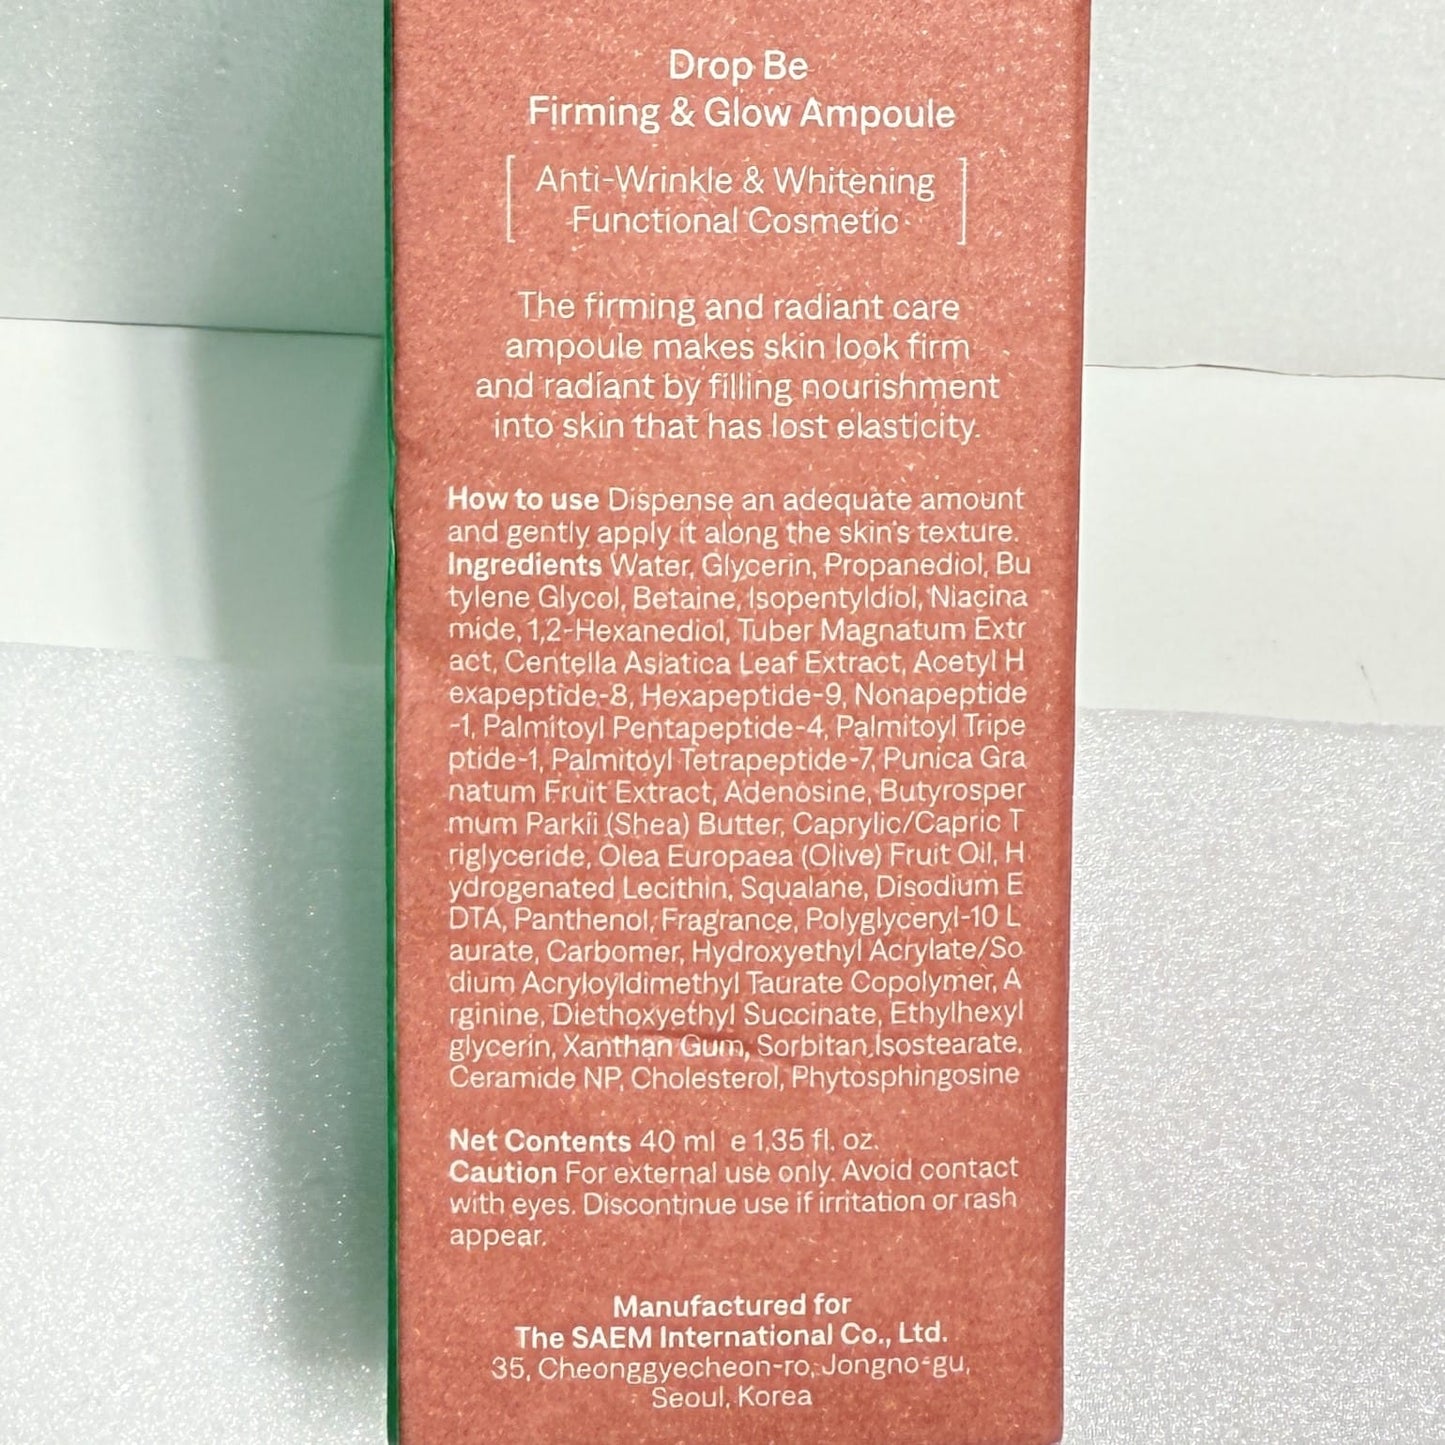 Drop Be
Firming & Glow Ampoule
Anti-Wrinkle & Whitening
Functional Cosmetic
The firming and radiant care
ampoule makes skin look firm
and radiant by filling nourishment
into skin that has lost elasticity.
How to use Dispense an adequate amount
and gently apply it along the skin's texture.
Ingredients Water, Glycerin, Propanediol, Bu
tylene Glycol, Betaine, Isopentyldiol, Niacina
mide, 1,2-Hexanediol, Tuber Magnatum Extr
act, Centella Asiatica Leaf Extract, Acetyl H
exapeptide-8, Hexapeptide-9, Nonapeptide
-1, Palmitoyl Pentapeptide-4, Palmitoyl Tripe
ptide-1, Palmitoyl Tetrapeptide-7, Punica Gra
natum Fruit Extract, Adenosine, Butyrosper
mum Parkii (Shea) Butter, Caprylic/Capric T
riglyceride, Olea Europaea (Olive) Fruit Oil, H
ydrogenated Lecithin, Squalane, Disodium E
DTA, Panthenol, Fragrance, Polyglyceryl-10 L
aurate, Carbomer, Hydroxyethyl Acrylate/So
dium Acryloyldimethyl Taurate Copolymer, A
rginine, Diethoxyethyl Succinate, Ethylhexyl
glycerin, Xanthan Gum, Sorbitan Isostearate,
Ceramide NP, Cholesterol, Phytosphingosine
Net Contents 40 ml e 1.35 fl. oz.
Caution For external use only. Avoid contact
with eyes. Discontinue use if irritation or rash
appear.
Manufactured for
The SAEM International Co., Ltd.
35, Cheonggyecheon-ro, Jongno-gu,
Seoul, Korea